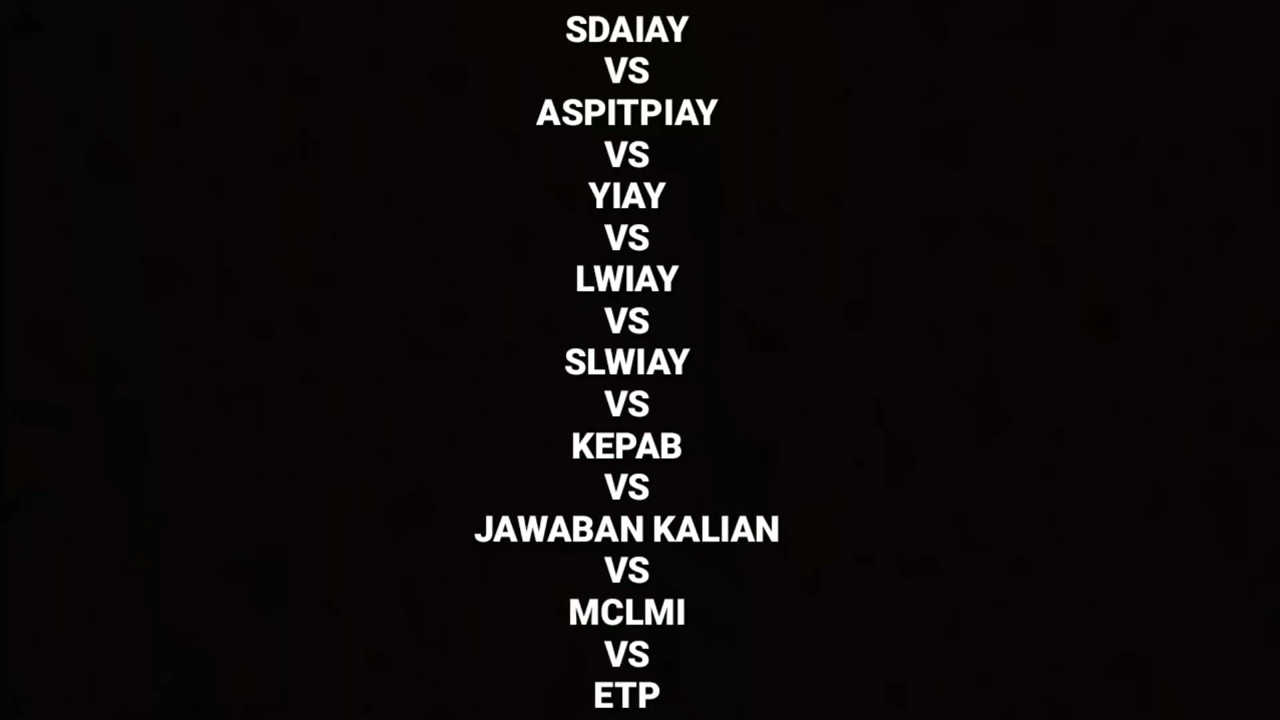 SDAIAY
VS
ASPITPIAY
VS
YIAY
VS
LWIAY
VS
SLWIAY
VS
KEPAB
VS
JAWABAN KALIAN
VS
MCLMI
VS
ETP